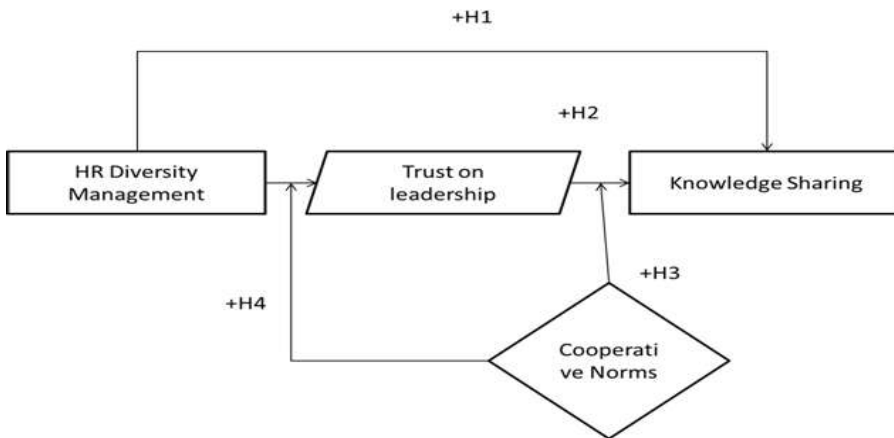 +H1
+H2
HR Diversity
Management
Trust on
leadership
Knowledge Sharing
+H3
+H4
Cooperati
ve Norms